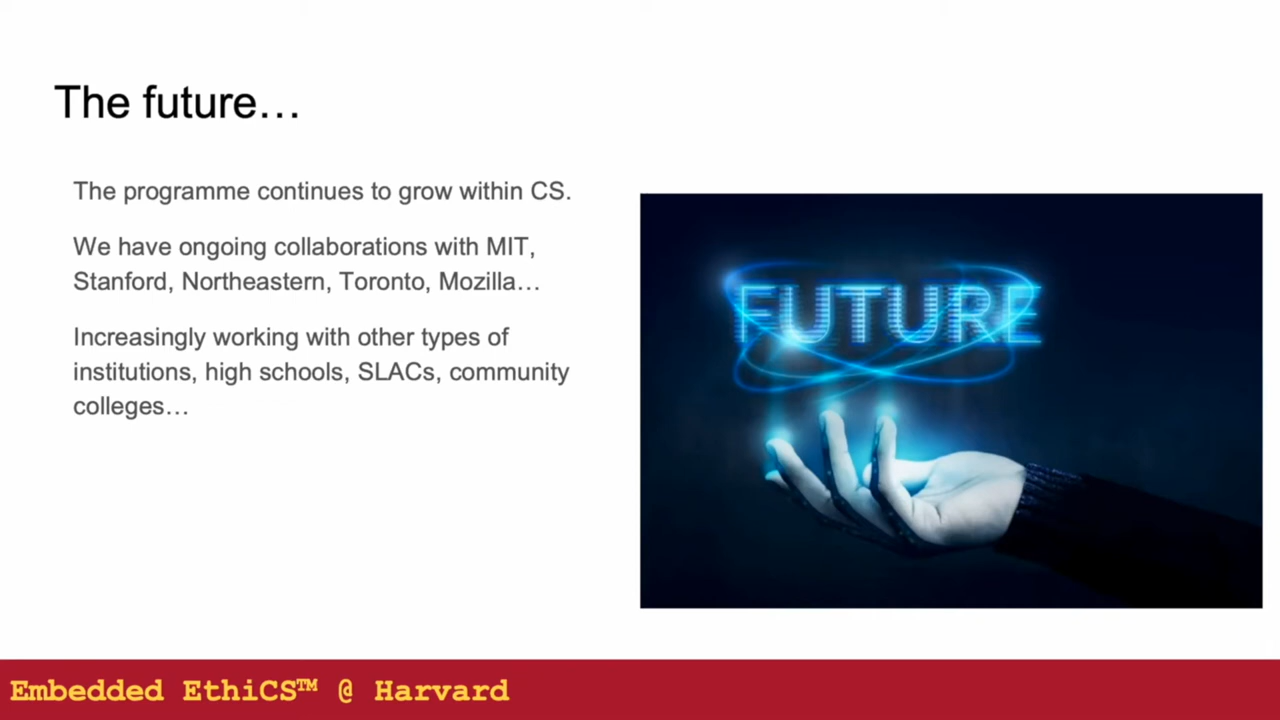 The future…
The programme continues to grow within CS.
We have ongoing collaborations with MIT,
Stanford, Northeastern, Toronto, Mozilla…
Increasingly working with other types of
institutions, high schools, SLACs, community
colleges…
FUTURE
Embedded EthiCS™ @ Harvard